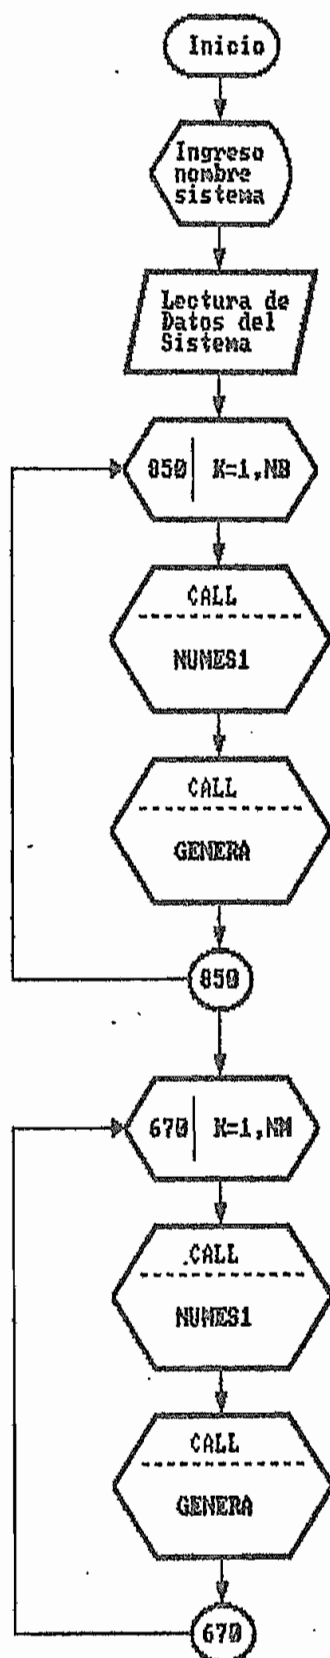 Inicio
Ingreso
nombre
sistema
Lectura de
Datos del
Sistema
850 K=1,NB
CALL
NUMES1
CALL
GENERA
850
670 K=1,NM
CALL
NUMES1
CALL
GENERA
670